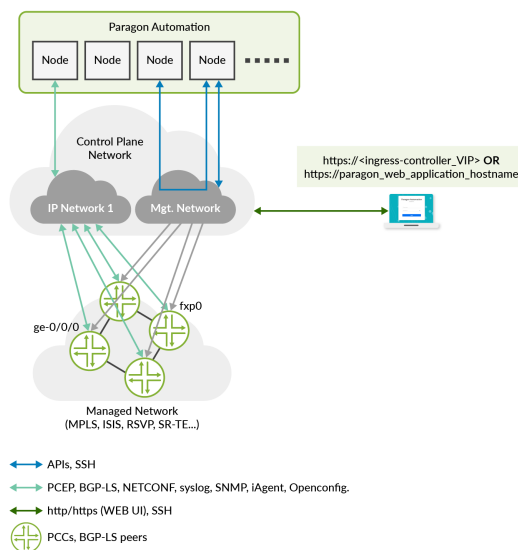 Paragon Automation
Node Node Node Node
Control Plane
Network
IP Network 1 Mgt. Network
https://<ingress-controller_VIP> OR
https://paragon_web_application_hostname
fxp0
ge-0/0/0
Managed Network
(MPLS, ISIS, RSVP, SR-TE...)
APIs, SSH
PCEP, BGP-LS, NETCONF, syslog, SNMP, iAgent, Openconfig.
http/https (WEB UI), SSH
PCCs, BGP-LS peers